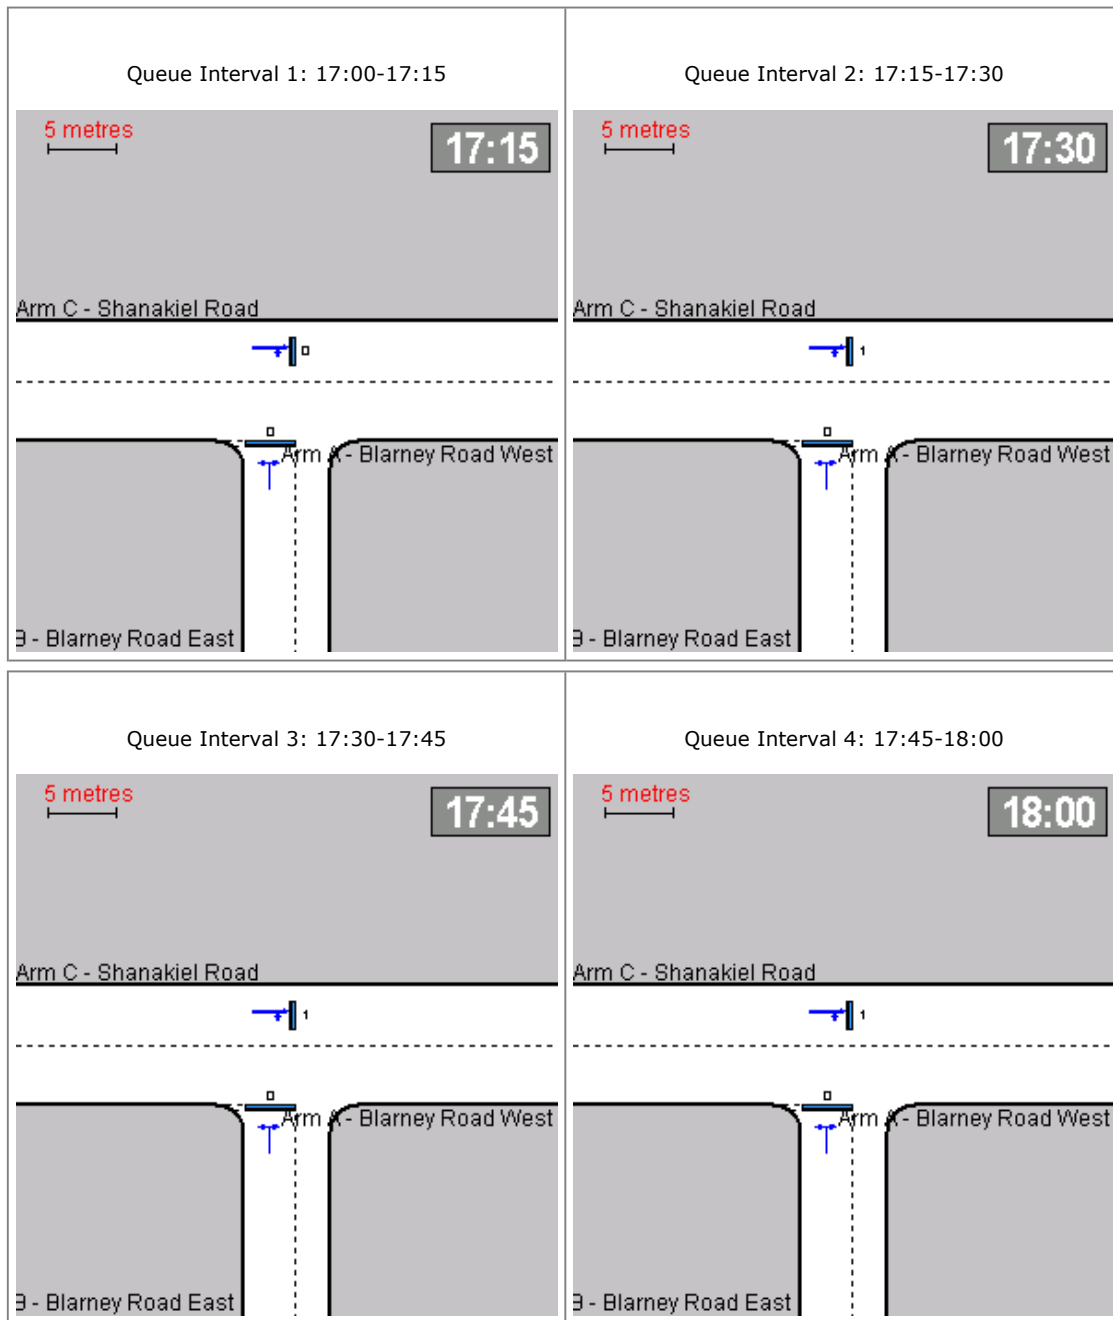 Queue Interval 1: 17:00-17:15
5 metres
17:15
Arm C - Shanakiel Road
0
0
Arm A - Blarney Road West
B - Blarney Road East
Queue Interval 2: 17:15-17:30
5 metres
17:30
Arm C - Shanakiel Road
1
0
Arm A - Blarney Road West
B - Blarney Road East
Queue Interval 3: 17:30-17:45
5 metres
17:45
Arm C - Shanakiel Road
1
0
Arm A - Blarney Road West
B - Blarney Road East
Queue Interval 4: 17:45-18:00
5 metres
18:00
Arm C - Shanakiel Road
1
0
Arm A - Blarney Road West
B - Blarney Road East